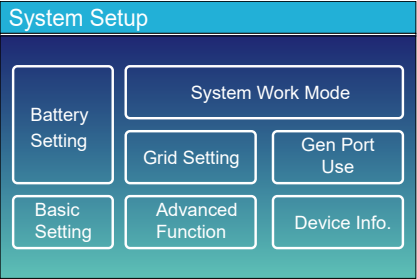 System Setup
System Work Mode
Battery
Setting
Grid Setting
Gen Port
Use
Basic
Setting
Advanced
Function
Device Info.